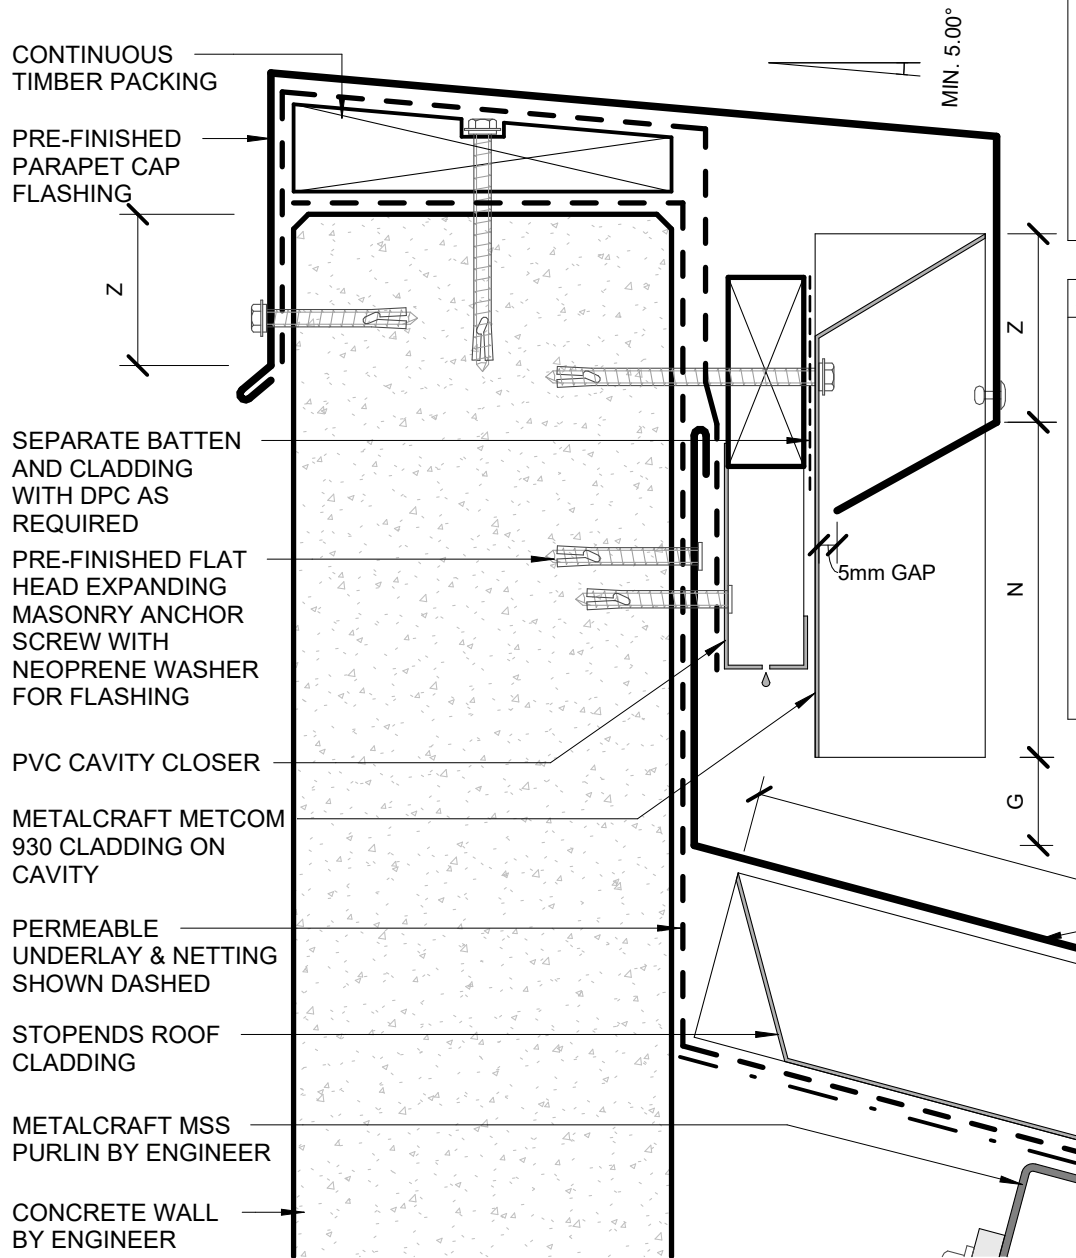 CONTINUOUS
TIMBER PACKING
PRE-FINISHED
PARAPET CAP
FLASHING
Z
SEPARATE BATTEN
AND CLADDING
WITH DPC AS
REQUIRED
PRE-FINISHED FLAT
HEAD EXPANDING
MASONRY ANCHOR
SCREW WITH
NEOPRENE WASHER
FOR FLASHING
PVC CAVITY CLOSER
METALCRAFT METCOM
930 CLADDING ON
CAVITY
PERMEABLE
UNDERLAY & NETTING
SHOWN DASHED
STOPENDS ROOF
CLADDING
METALCRAFT MSS
PURLIN BY ENGINEER
CONCRETE WALL
BY ENGINEER
MIN. 5.00°
Z
5mm GAP
N
G